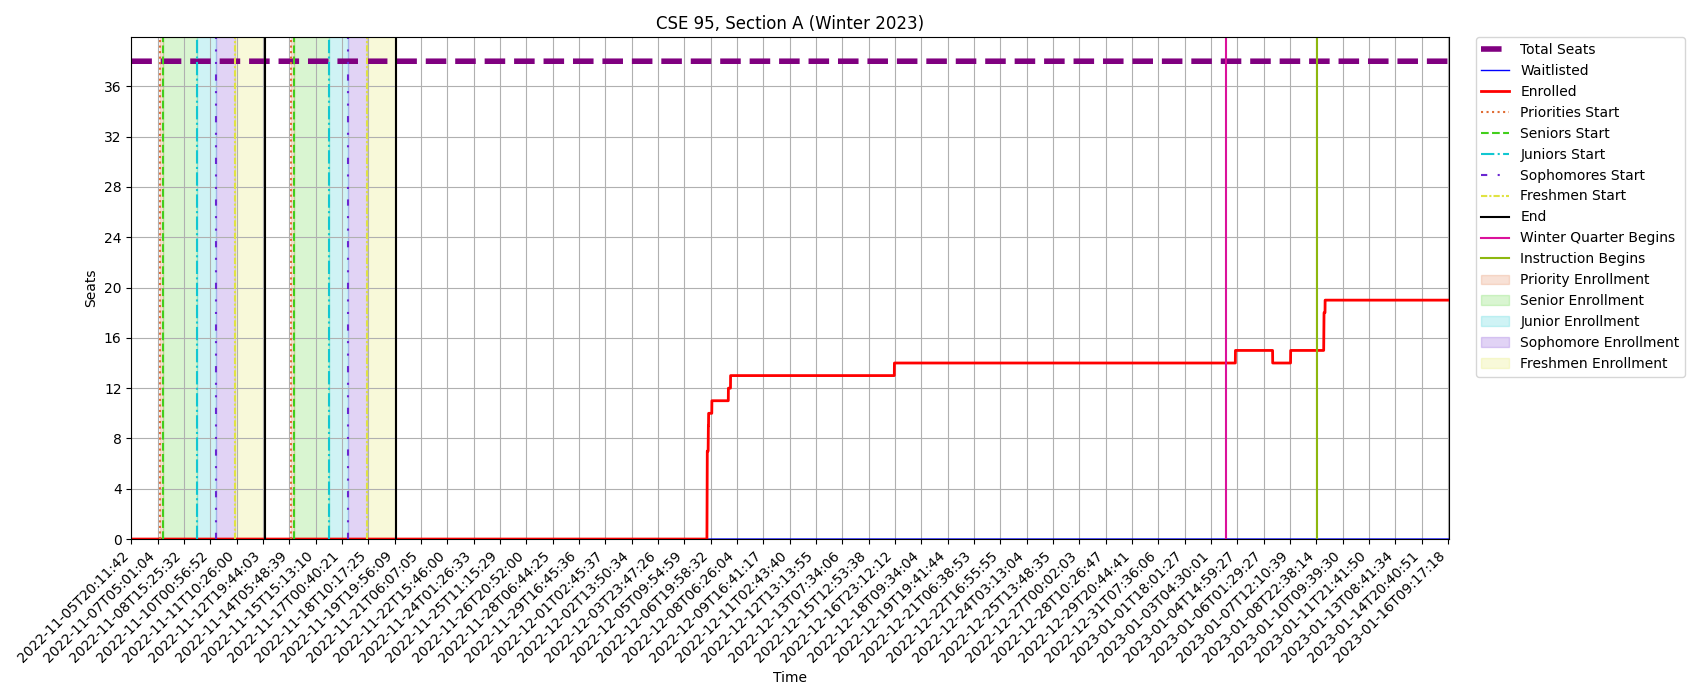 CSE 95, Section A (Winter 2023)
Seats
36
32
28
24
20
16
12
8
4
0
2022-11-05T20:11:42
2022-11-07T05:01:04
2022-11-08T15:25:32
2022-11-10T00:56:52
2022-11-11T10:26:00
2022-11-12T19:44:03
2022-11-14T05:48:39
2022-11-15T15:13:10
2022-11-17T00:40:21
2022-11-18T10:17:25
2022-11-19T19:56:09
2022-11-21T06:07:05
2022-11-22T15:46:00
2022-11-24T01:26:33
2022-11-25T11:15:29
2022-11-26T20:52:00
2022-11-28T06:44:25
2022-11-29T16:45:36
2022-12-01T02:45:37
2022-12-02T13:50:34
2022-12-03T23:47:26
2022-12-05T09:54:59
2022-12-06T19:58:32
2022-12-08T06:26:04
2022-12-09T16:41:17
2022-12-11T02:43:40
2022-12-12T13:13:55
2022-12-13T07:34:06
2022-12-15T12:53:38
2022-12-16T23:12:12
2022-12-18T09:34:04
2022-12-19T19:41:44
2022-12-21T06:38:53
2022-12-22T16:55:55
2022-12-24T03:13:04
2022-12-25T13:48:35
2022-12-27T00:02:03
2022-12-28T10:26:47
2022-12-29T20:44:41
2022-12-31T07:36:06
2023-01-01T18:01:27
2023-01-03T04:30:01
2023-01-04T14:59:27
2023-01-06T01:29:27
2023-01-07T12:10:39
2023-01-08T22:38:14
2023-01-10T09:39:30
2023-01-11T21:41:50
2023-01-13T08:41:34
2023-01-14T20:40:51
2023-01-16T09:17:18
Time
Total Seats
Waitlisted
Enrolled
Priorities Start
Seniors Start
Juniors Start
Sophomores Start
Freshmen Start
End
Winter Quarter Begins
Instruction Begins
Priority Enrollment
Senior Enrollment
Junior Enrollment
Sophomore Enrollment
Freshmen Enrollment